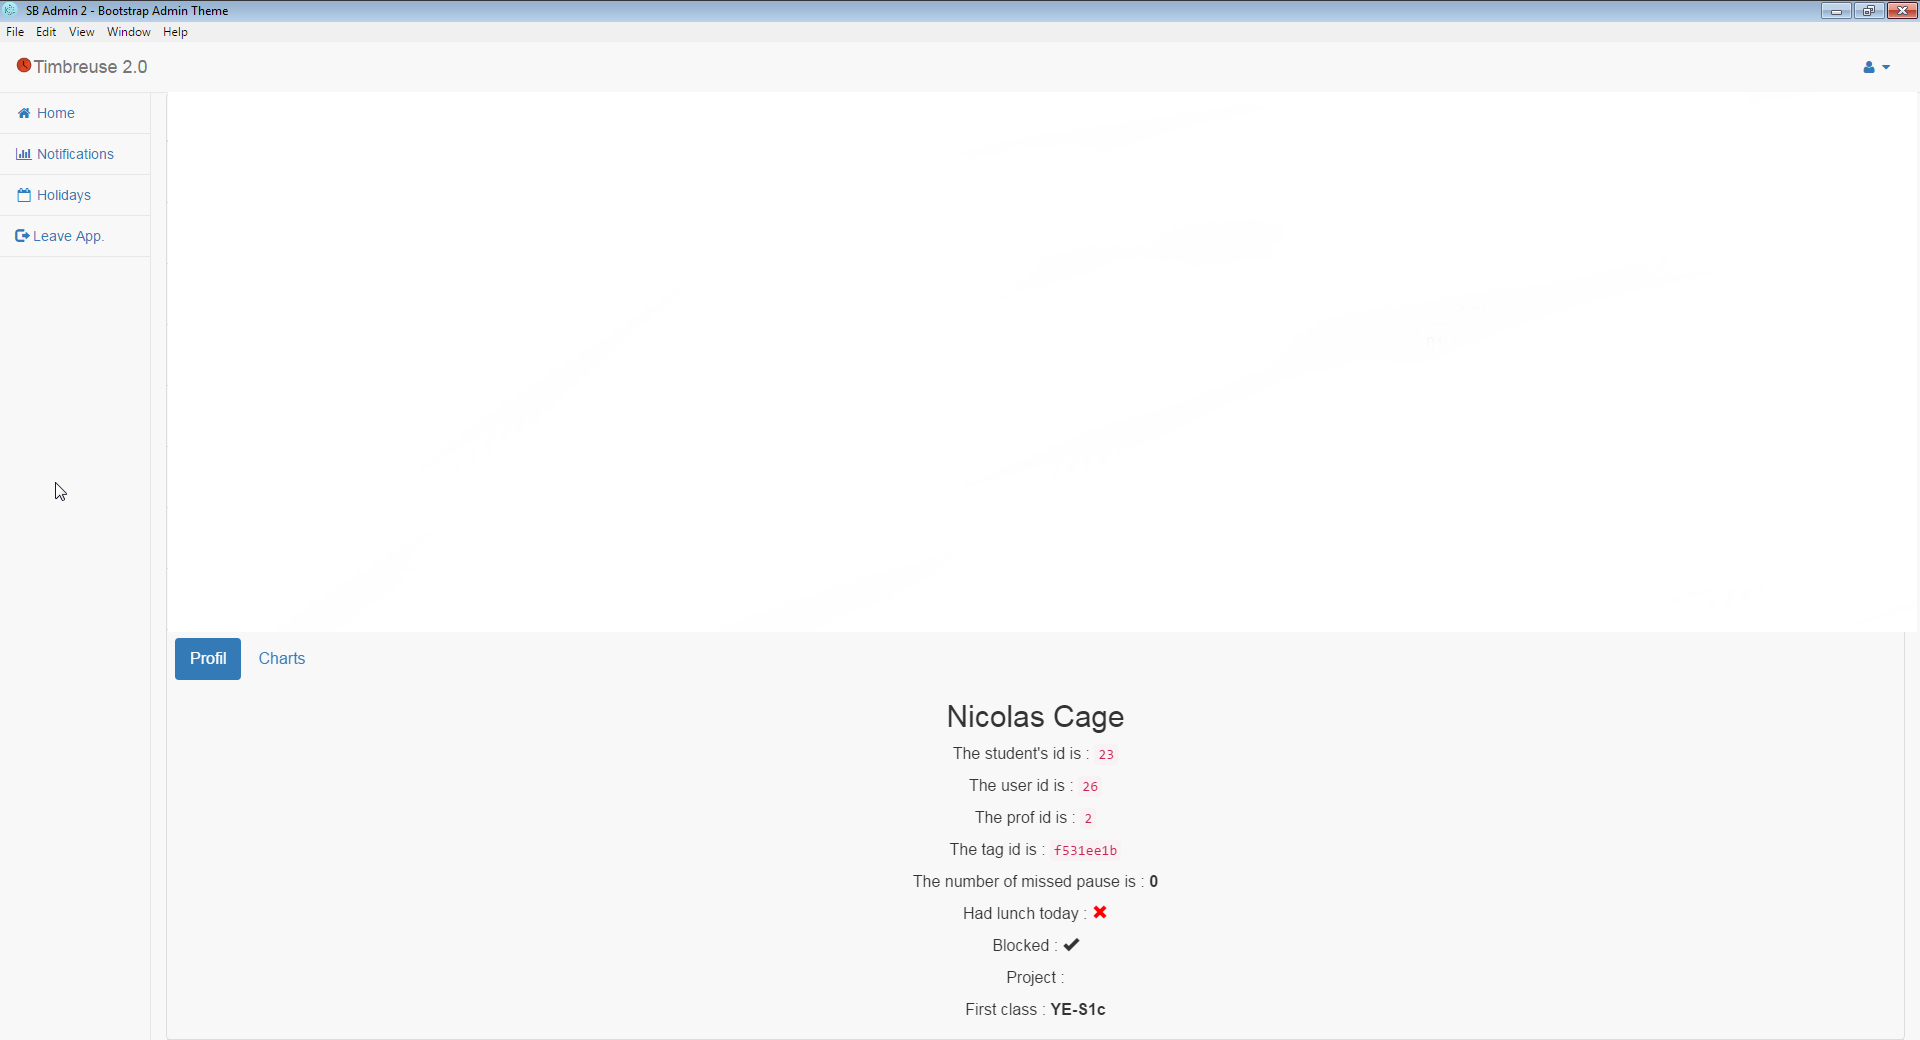 SB Admin 2 - Bootstrap Admin Theme
File Edit View Window Help
Timbreuse 2.0
Home
Notifications
Holidays
Leave App.
Profil Charts
Nicolas Cage
The student's id is : 23
The user id is : 26
The prof id is : 2
The tag id is : f531ee1b
The number of missed pause is : 0
Had lunch today :
Blocked :
Project :
First class : YE-S1c